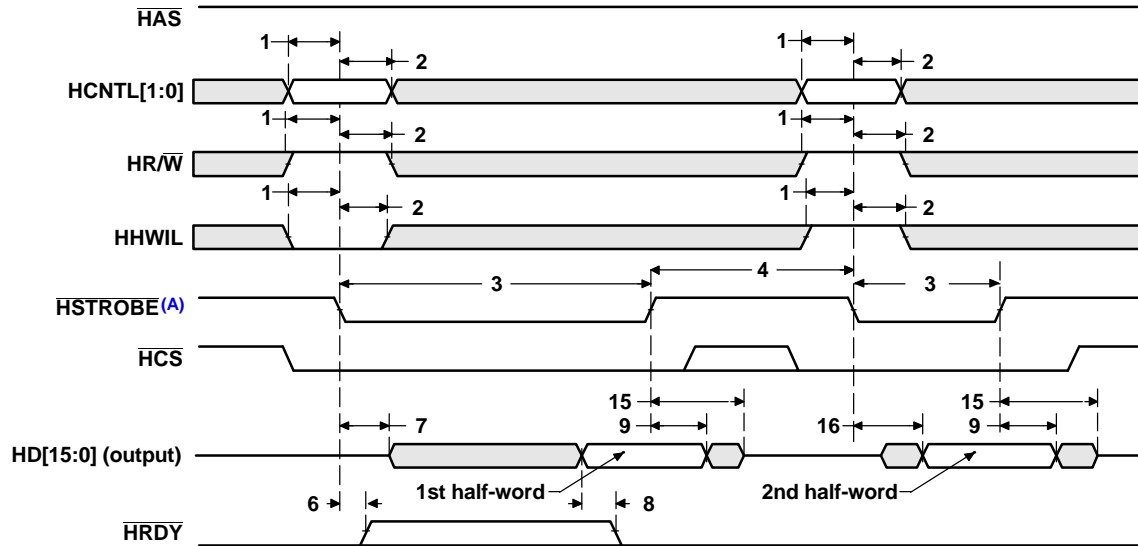 HAS
1
2
1
2
HCNTL[1:0]
1
2
1
2
HR/W
1
2
1
2
HHWIL
3
4
3
HSTROBE(A)
HCS
15
15
7
9
16
9
HD[15:0] (output)
1st half-word
2nd half-word
6
8
HRDY